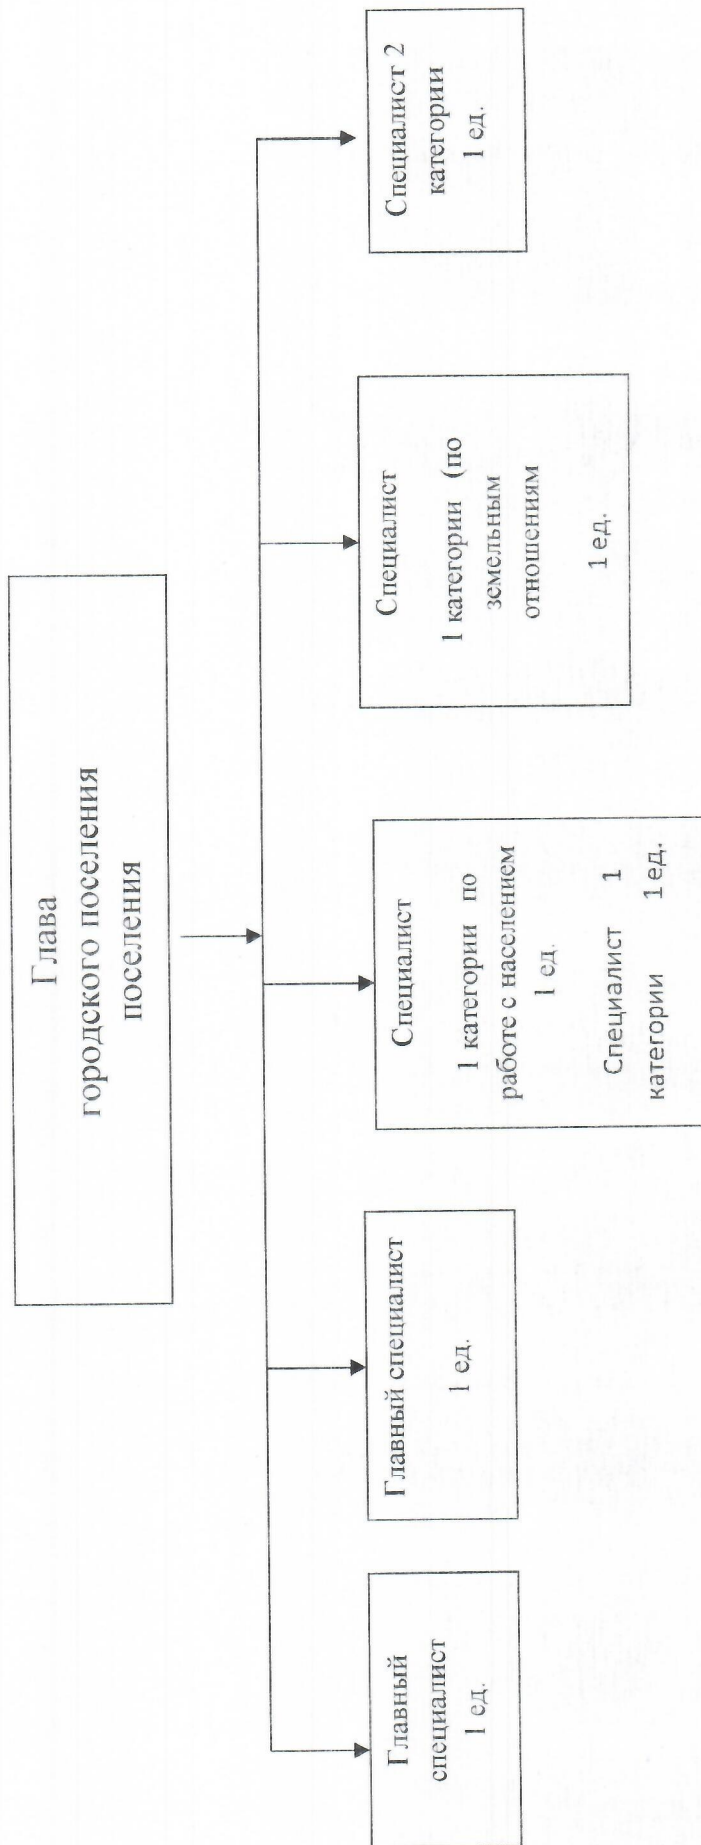 Глава
городского поселения
поселения
Главный
специалист
1 ед.
Главный специалист
1 ед.
Специалист
1 категории по
работе с населением
1 ед.
Специалист 1
категории 1 ед.
Специалист
1 категории (по
земельным
отношениям
1 ед.
Специалист 2
категории
1 ед.